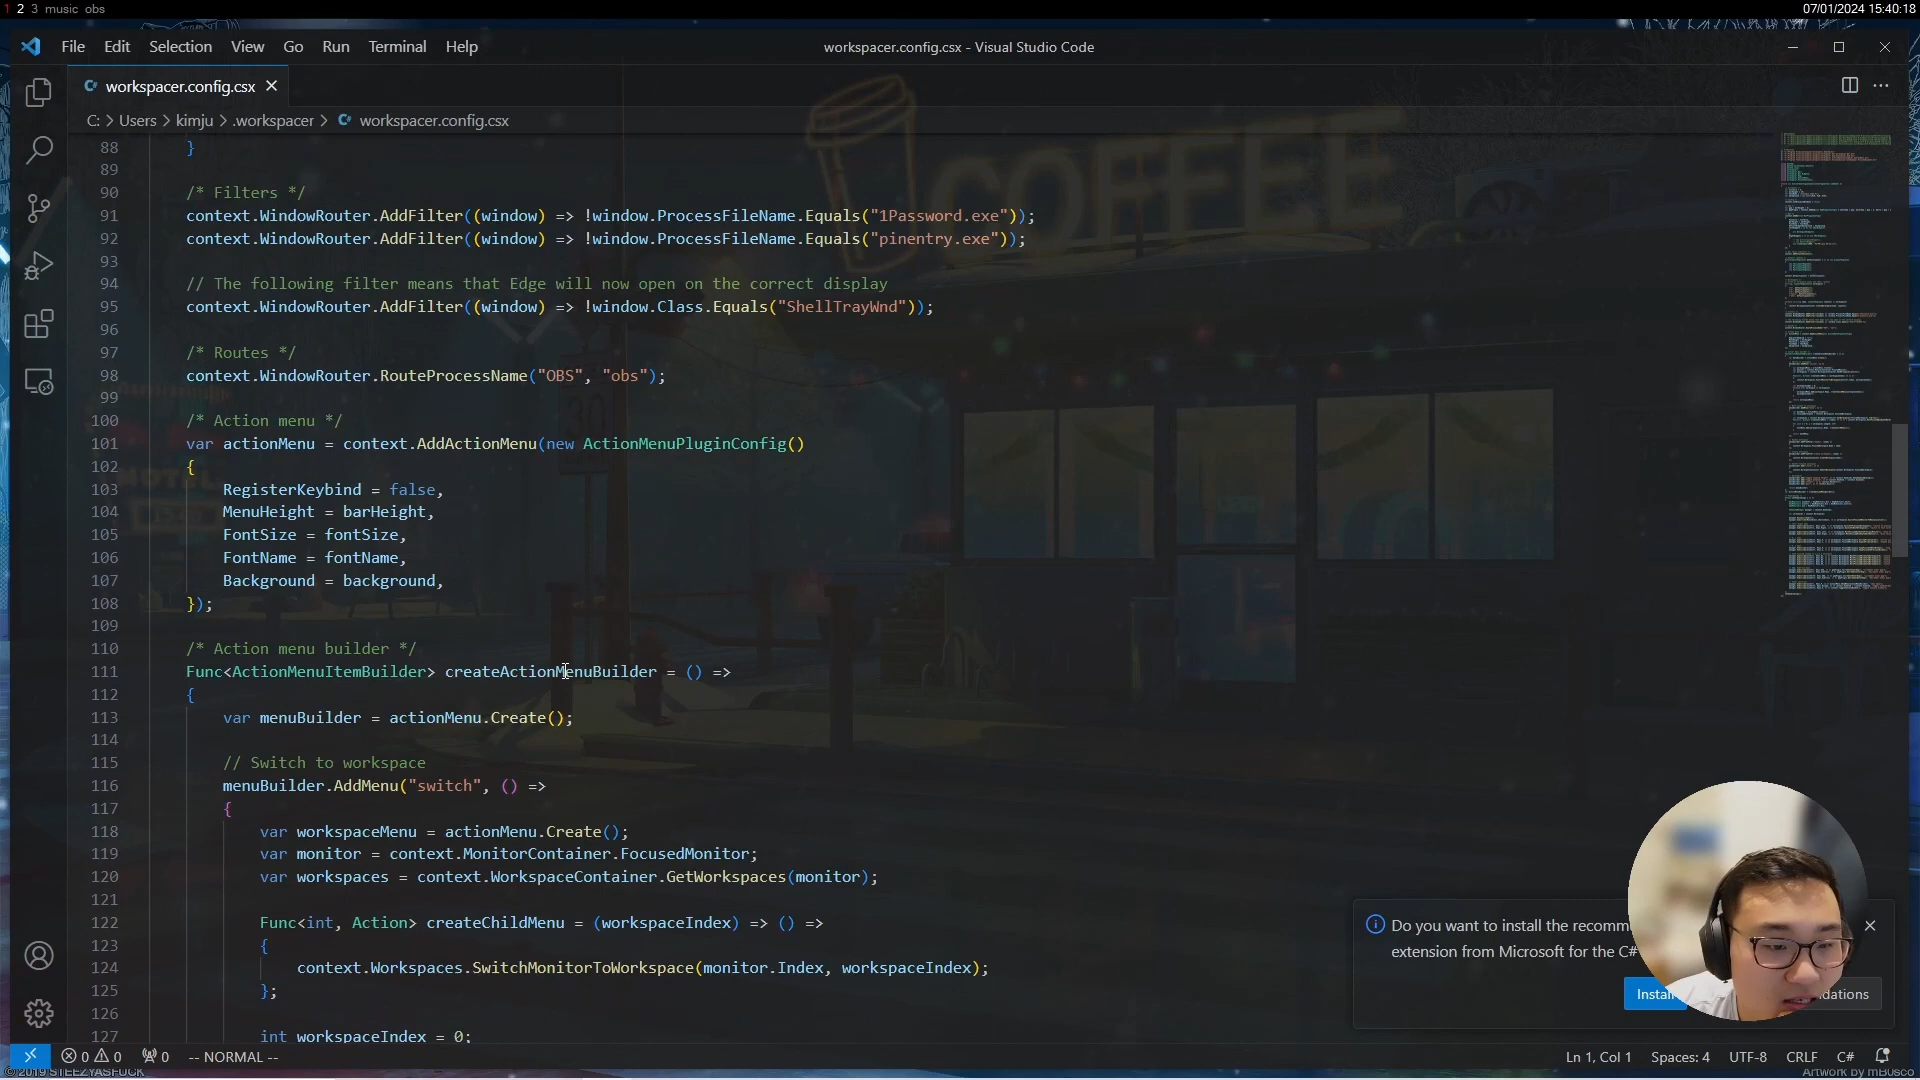 1 2 3 music obs
07/01/2024 15:40:18
File Edit Selection View Go Run Terminal Help
workspacer.config.csx - Visual Studio Code
workspacer.config.csx
C: > Users > kimju > .workspacer > workspacer.config.csx
88 }
89
90 /* Filters */
91 context.WindowRouter.AddFilter((window) => !window.ProcessFileName.Equals("1Password.exe"));
92 context.WindowRouter.AddFilter((window) => !window.ProcessFileName.Equals("pinentry.exe"));
93
94 // The following filter means that Edge will now open on the correct display
95 context.WindowRouter.AddFilter((window) => !window.Class.Equals("ShellTrayWnd"));
96
97 /* Routes */
98 context.WindowRouter.RouteProcessName("OBS", "obs");
99
100 /* Action menu */
101 var actionMenu = context.AddActionMenu(new ActionMenuPluginConfig()
102 {
103 RegisterKeybind = false,
104 MenuHeight = barHeight,
105 FontSize = fontSize,
106 FontName = fontName,
107 Background = background,
108 });
109
110 /* Action menu builder */
111 Func<ActionMenuItemBuilder> createActionMenuBuilder = () =>
112 {
113 var menuBuilder = actionMenu.Create();
114
115 // Switch to workspace
116 menuBuilder.AddMenu("switch", () =>
117 {
118 var workspaceMenu = actionMenu.Create();
119 var monitor = context.MonitorContainer.FocusedMonitor;
120 var workspaces = context.WorkspaceContainer.GetWorkspaces(monitor);
121
122 Func<int, Action> createChildMenu = (workspaceIndex) => () =>
123 {
124 context.Workspaces.SwitchMonitorToWorkspace(monitor.Index, workspaceIndex);
125 };
126
127 int workspaceIndex = 0;
COFFEE
MOTEL
30
Do you want to install the recomm
extension from Microsoft for the C#
Install
dations
0 0 0 -- NORMAL --
Ln 1, Col 1 Spaces: 4 UTF-8 CRLF C#
© 2019 STEEZYASFUCK
Artwork by mBosco